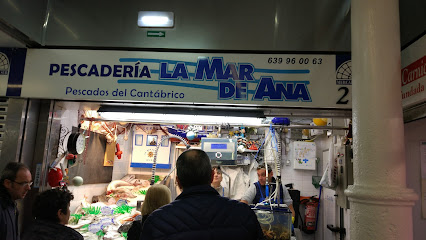 639 96 00 63
PESCADERÍA LA MAR
DE ANA
Pescados del Cantábrico
2